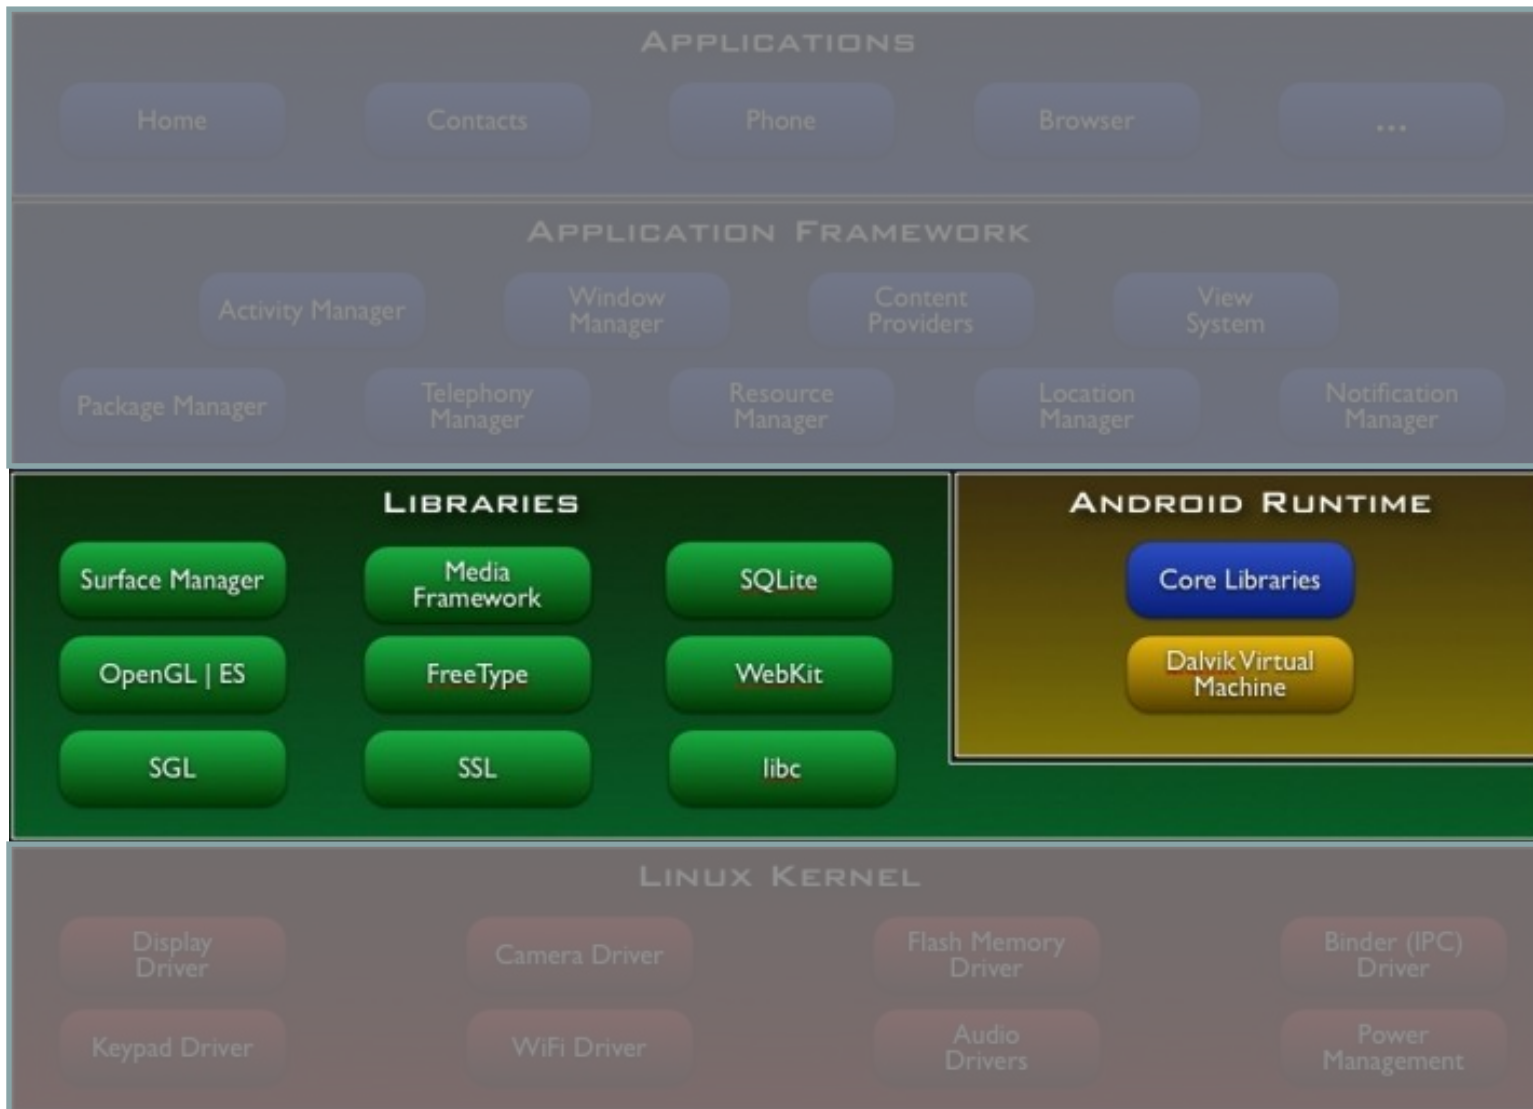 APPLICATIONS
Home
Contacts
Phone
Browser
...
APPLICATION FRAMEWORK
Activity Manager
Window
Manager
Content
Providers
View
System
Package Manager
Telephony
Manager
Resource
Manager
Location
Manager
Notification
Manager
LIBRARIES
Surface Manager
Media
Framework
SQLite
OpenGL | ES
FreeType
WebKit
SGL
SSL
libc
ANDROID RUNTIME
Core Libraries
Dalvik Virtual
Machine
LINUX KERNEL
Display
Driver
Camera Driver
Flash Memory
Driver
Binder (IPC)
Driver
Keypad Driver
WiFi Driver
Audio
Drivers
Power
Management